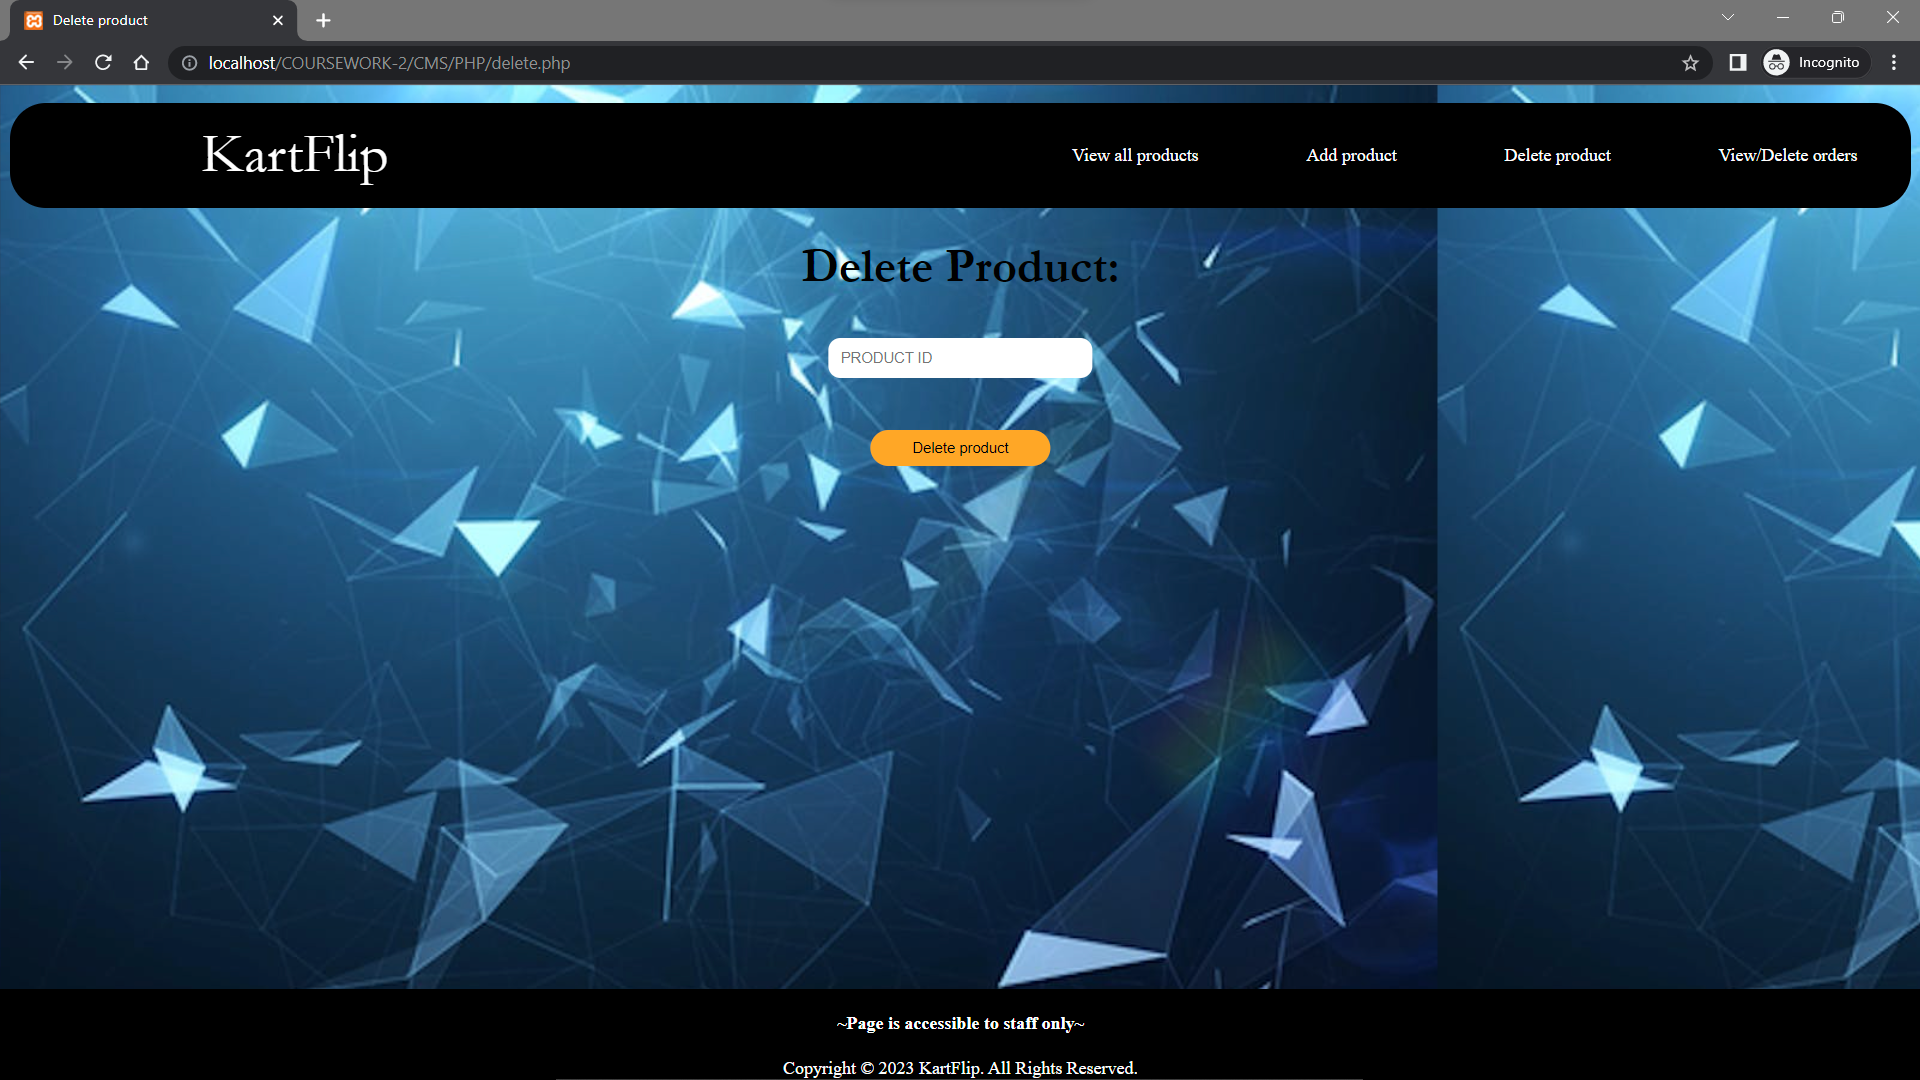 Delete product
localhost/COURSEWORK-2/CMS/PHP/delete.php
Incognito
KartFlip
View all products
Add product
Delete product
View/Delete orders
Delete Product:
PRODUCT ID
Delete product
~Page is accessible to staff only~
Copyright © 2023 KartFlip. All Rights Reserved.